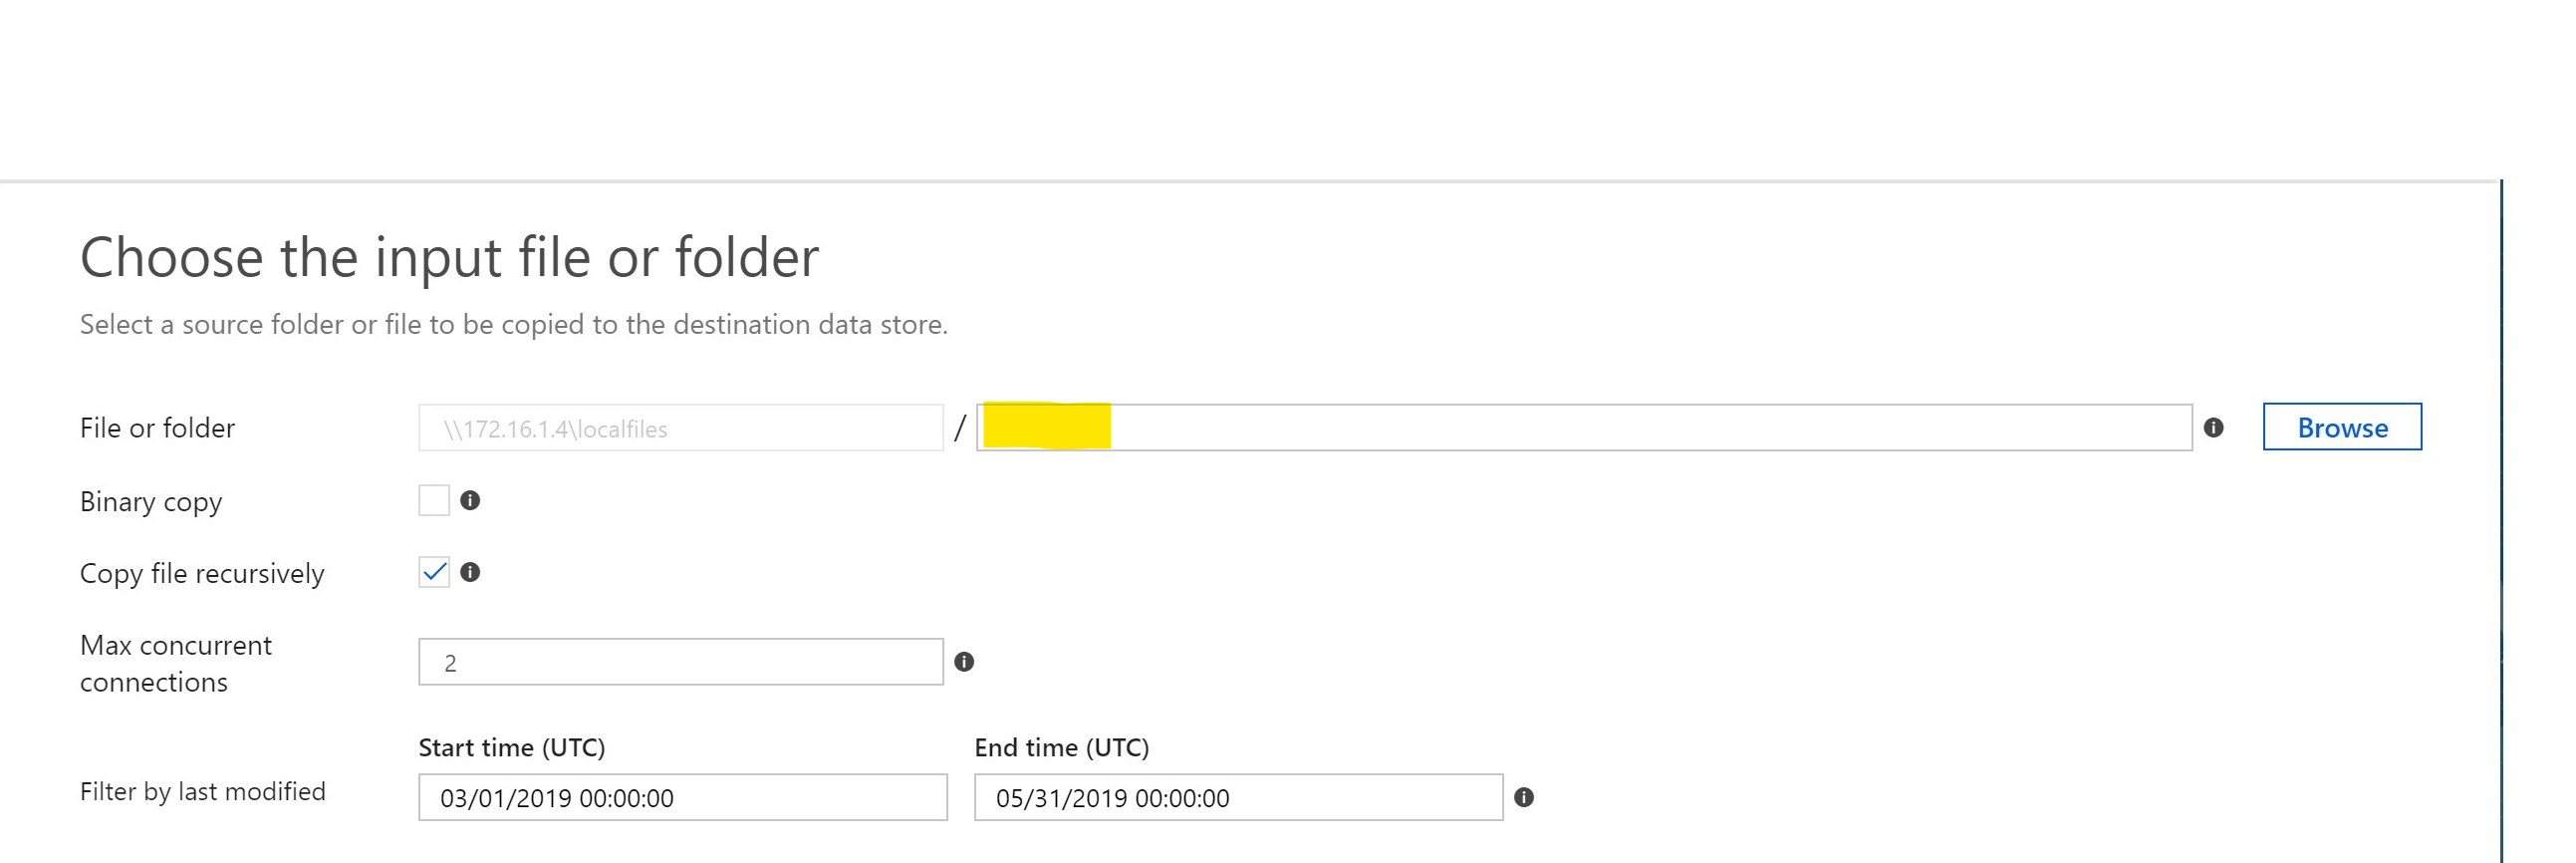 Choose the input file or folder
Select a source folder or file to be copied to the destination data store.
File or folder
\\172.16.1.4\localfiles
/
Browse
Binary copy
Copy file recursively
Max concurrent
connections
2
Start time (UTC)
End time (UTC)
Filter by last modified
03/01/2019 00:00:00
05/31/2019 00:00:00